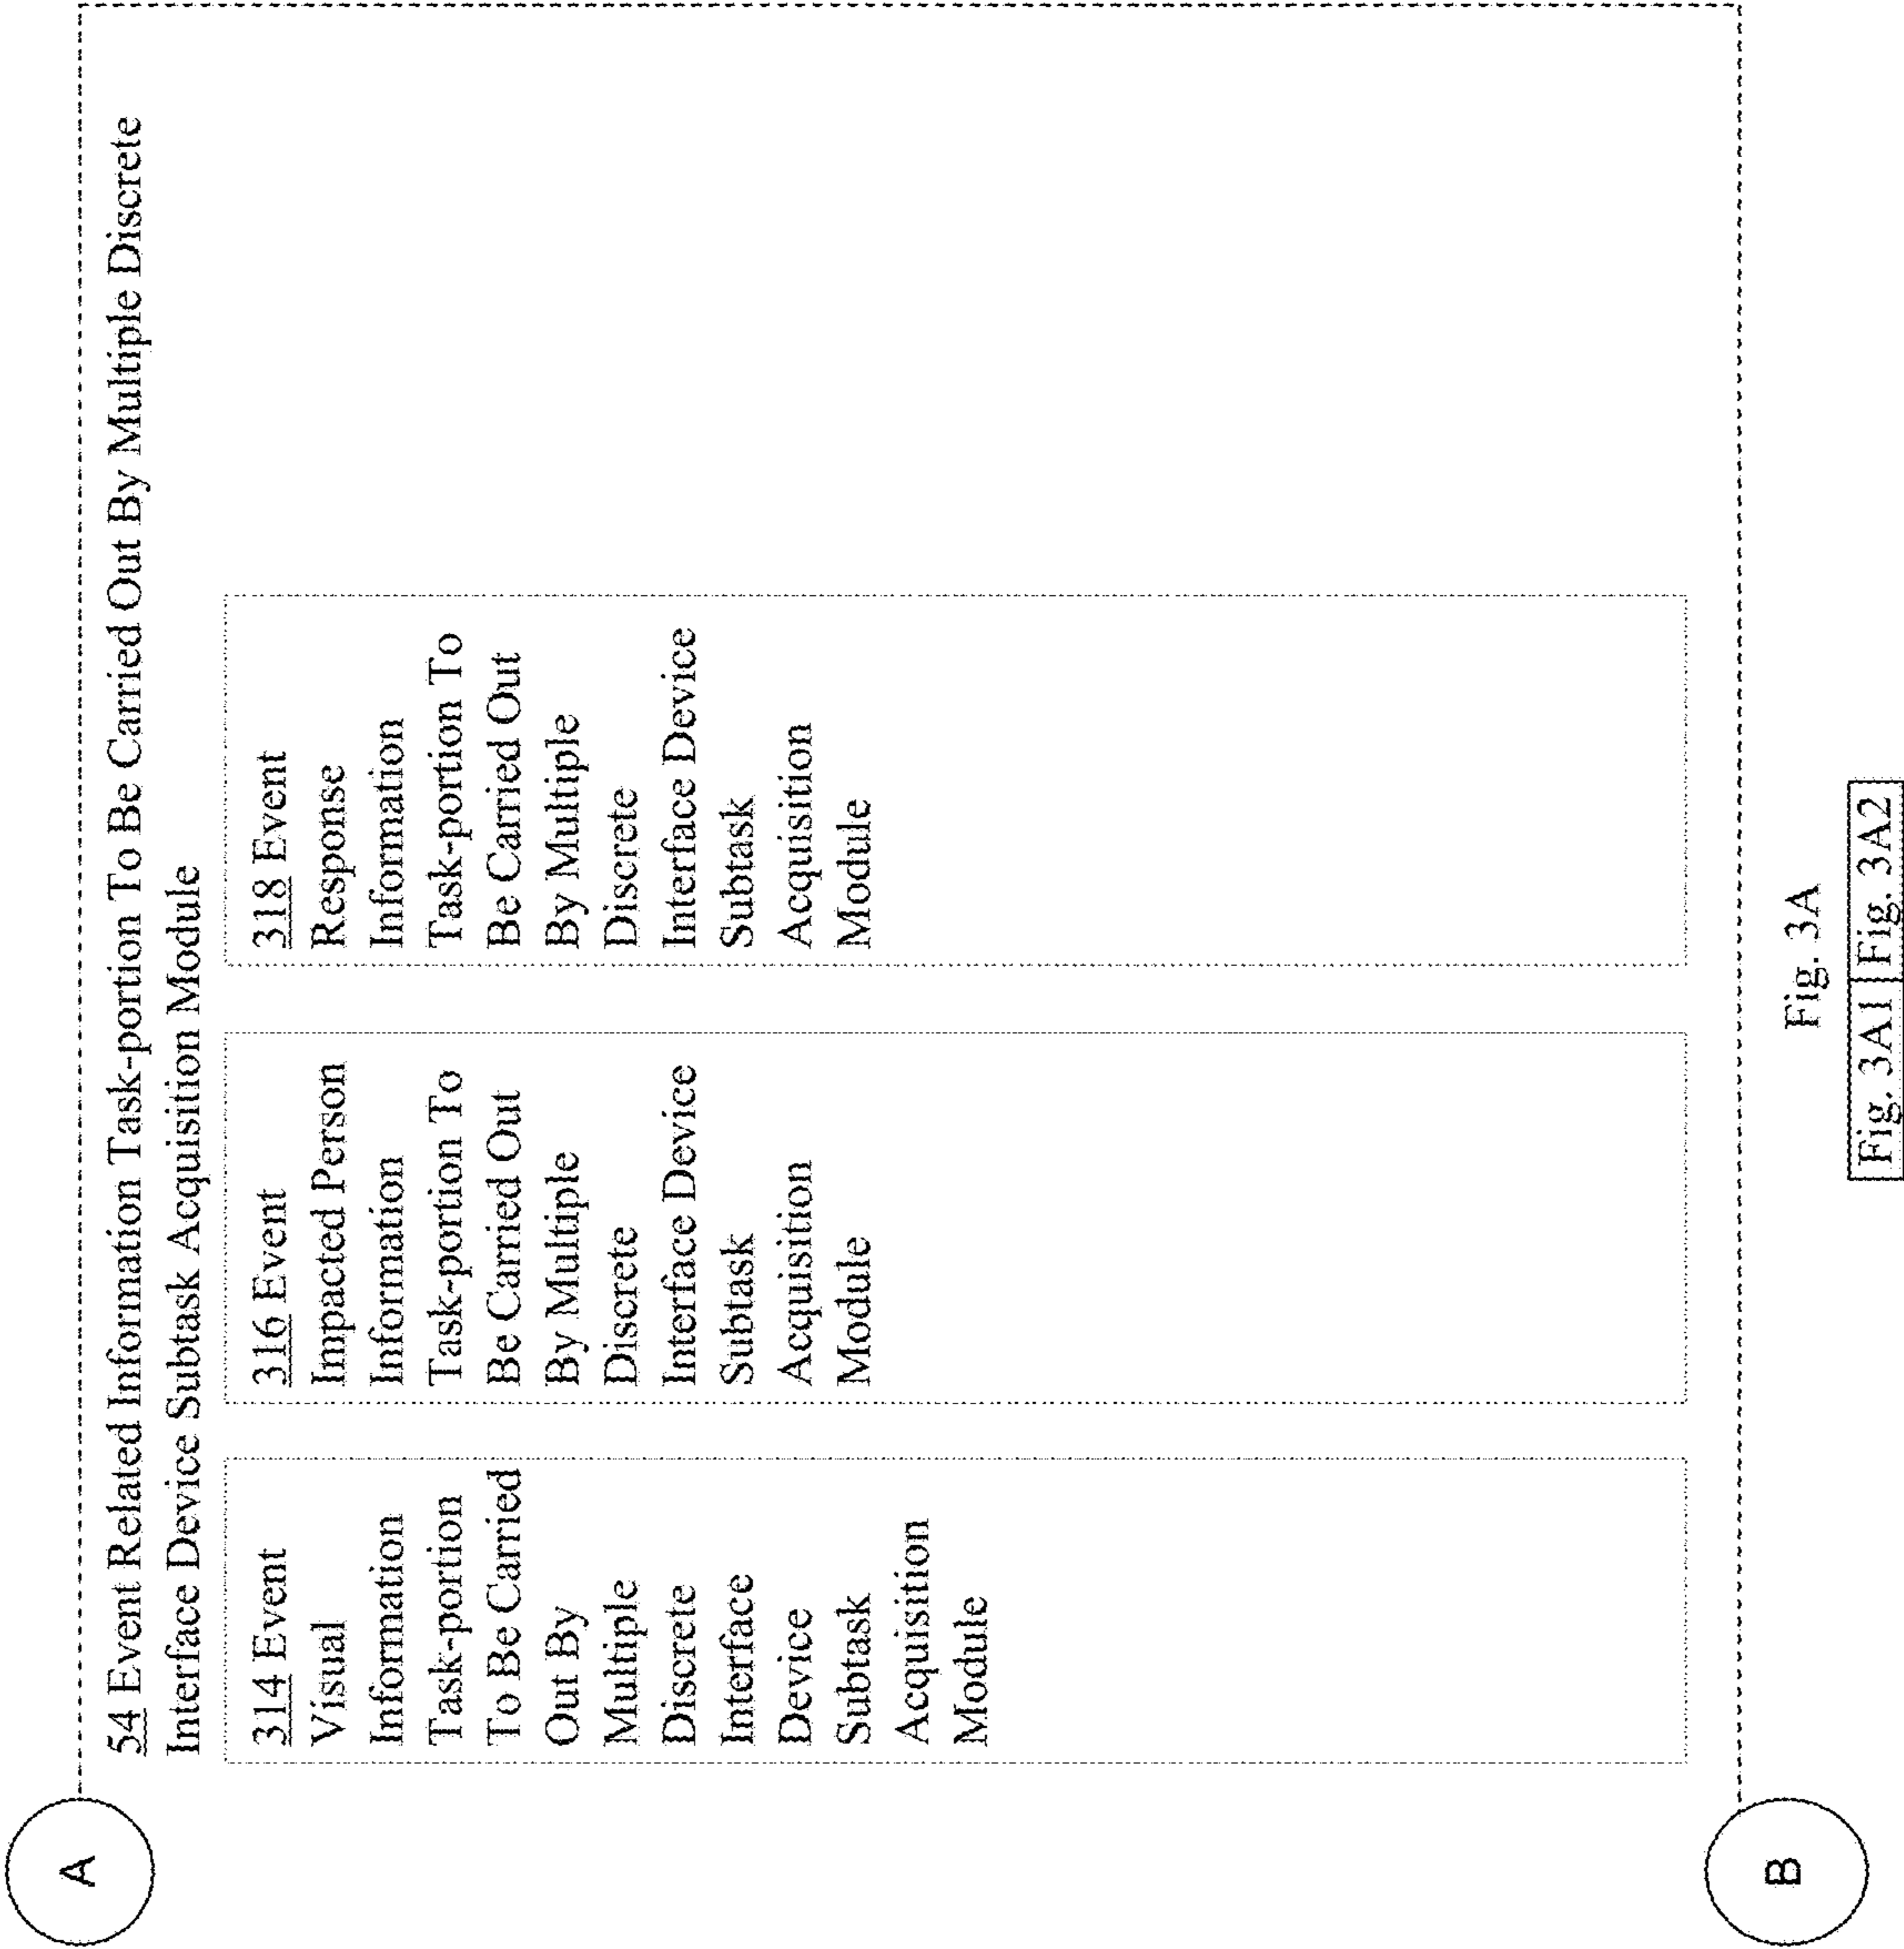 A
54 Event Related Information Task-portion To Be Carried Out By Multiple Discrete
Interface Device Subtask Acquisition Module
314 Event
Visual
Information
Task-portion
To Be Carried
Out By
Multiple
Discrete
Interface
Device
Subtask
Acquisition
Module
316 Event
Impacted Person
Information
Task-portion To
Be Carried Out
By Multiple
Discrete
Interface Device
Subtask
Acquisition
Module
318 Event
Response
Information
Task-portion To
Be Carried Out
By Multiple
Discrete
Interface Device
Subtask
Acquisition
Module
B
Fig. 3A
Fig. 3A1 Fig. 3A2